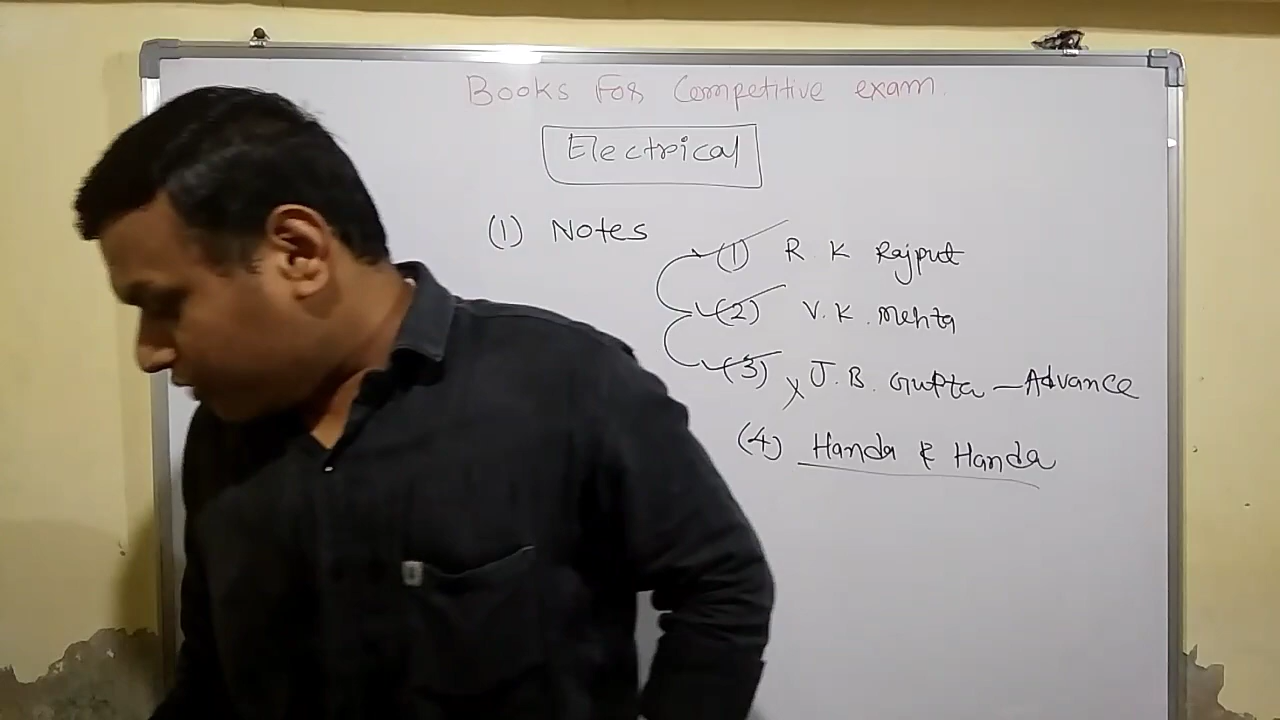 Books For Competitive exam.
Electrical
(1) Notes
(1) R. K Rajput
(2) V. K. Mehta
(3) J. B. Gupta - Advance
(4) Handa & Handa